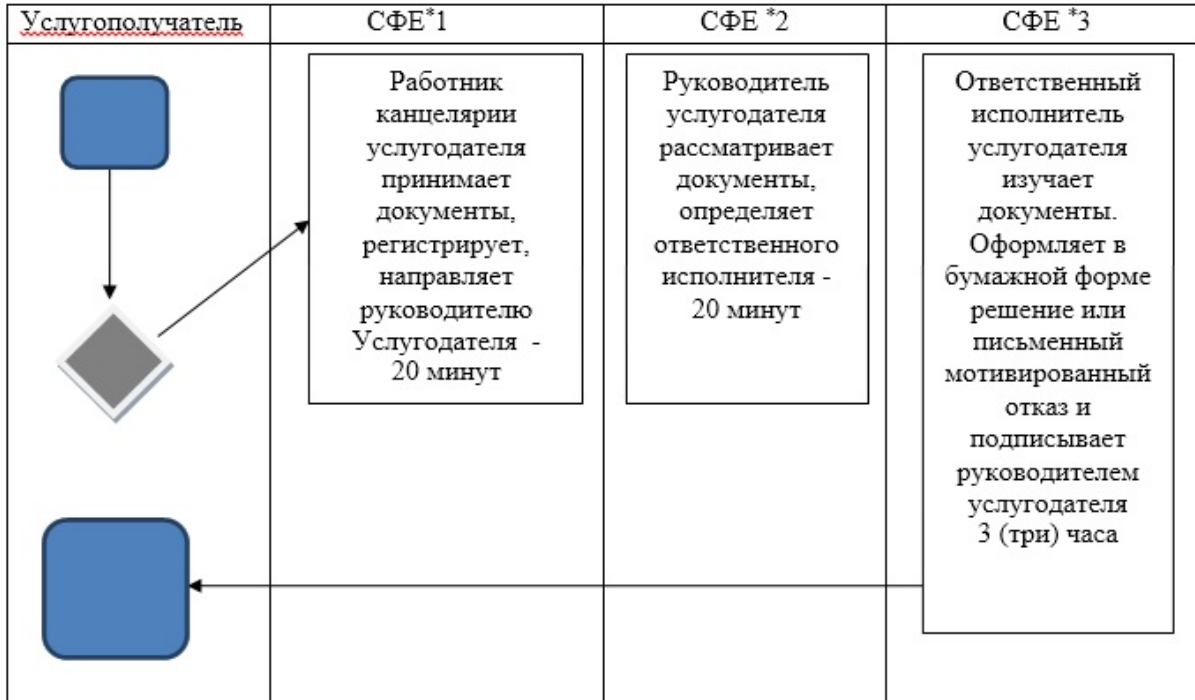 Услугополучатель
СФЕ*1
СФЕ *2
СФЕ *3
Работник
канцелярии
услугодателя
принимает
документы,
регистрирует,
направляет
руководителю
Услугодателя -
20 минут
Руководитель
услугодателя
рассматривает
документы,
определяет
ответственного
исполнителя -
20 минут
Ответственный
исполнитель
услугодателя
изучает
документы.
Оформляет в
бумажной форме
решение или
письменный
мотивированный
отказ и
подписывает
руководителем
услугодателя
3 (три) часа